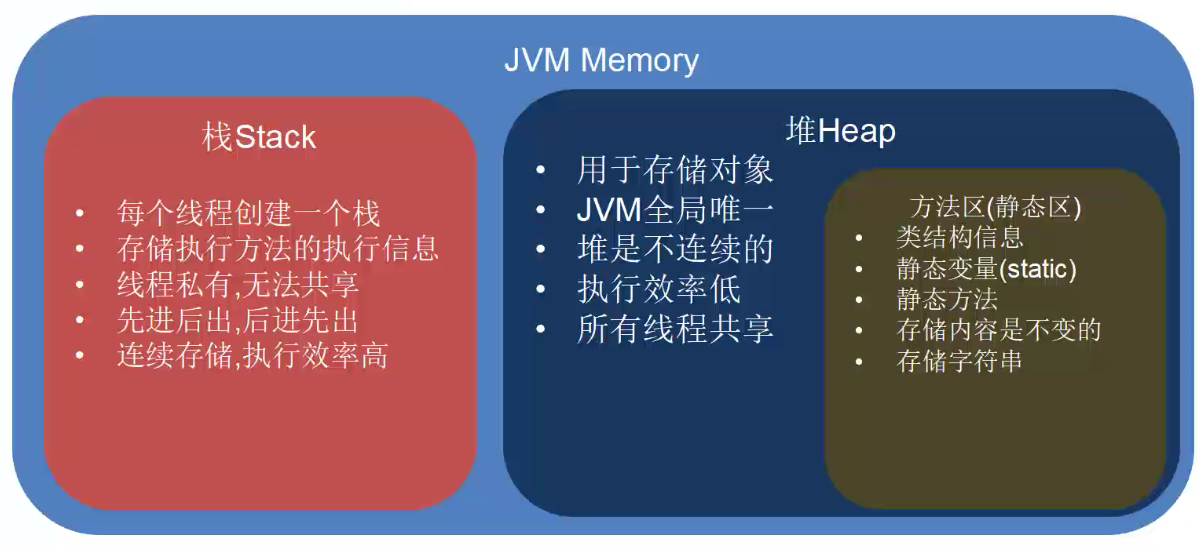 JVM Memory
栈Stack
• 每个线程创建一个栈
• 存储执行方法的执行信息
• 线程私有,无法共享
• 先进后出,后进先出
• 连续存储,执行效率高
堆Heap
• 用于存储对象
• JVM全局唯一
• 堆是不连续的
• 执行效率低
• 所有线程共享
方法区(静态区)
• 类结构信息
• 静态变量(static)
• 静态方法
• 存储内容是不变的
• 存储字符串